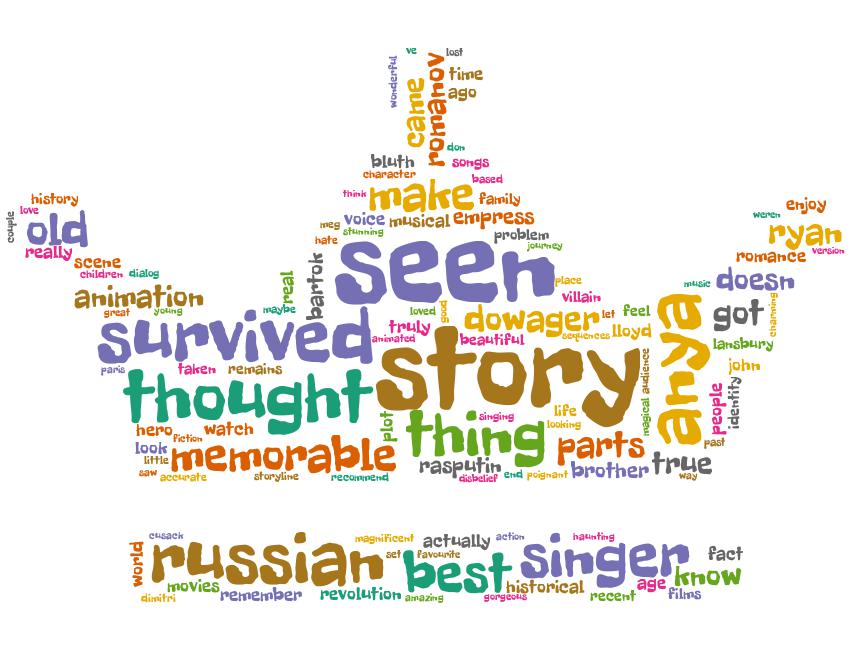 ve
lost
wonderful
came
romanov
time
ago
don
bluth
songs
character
based
think
make
family
voice
musical
empress
meg
stunning
problem
hate
journey
history
love
couple
old
really
scene
children
dialog
animation
great
young
real
maybe
bartok
seen
place
villain
enjoy
weren
ryan
version
romance
music
doesn
got
charming
anya
lansbury
john
people
identity
past
survived
paris
taken
remains
truly
animated
loved
good
dowager
let
feel
sequences
lloyd
beautiful
story
audience
magical
thought
hero
watch
fiction
look
little
saw
accurate
memorable
storyline
recommend
plot
thing
singing
life
looking
parts
rasputin
disbelief
end
poignant
brother
true
way
cusack
world
russian
magnificent
actually
action
haunting
set
favourite
best
singer
fact
movies
dimitri
remember
revolution
amazing
gorgeous
historical
recent
age
know
films